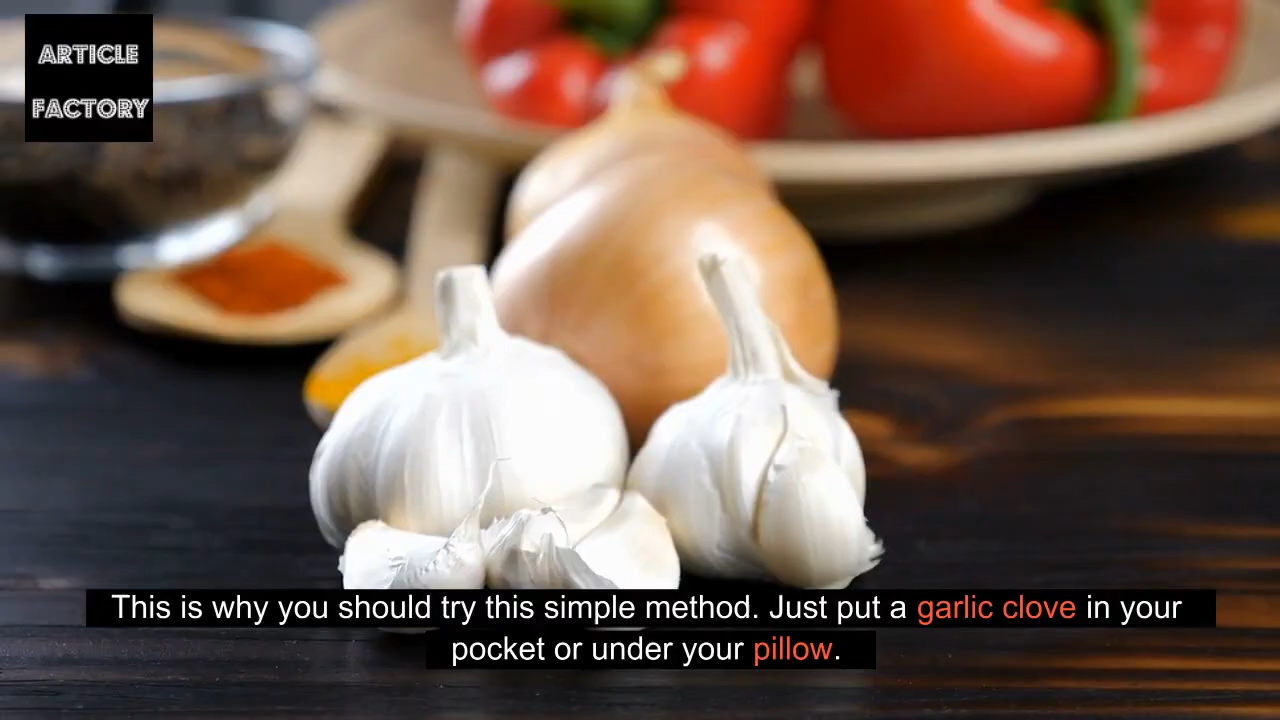 ARTICLE
FACTORY
This is why you should try this simple method. Just put a garlic clove in your
pocket or under your pillow.